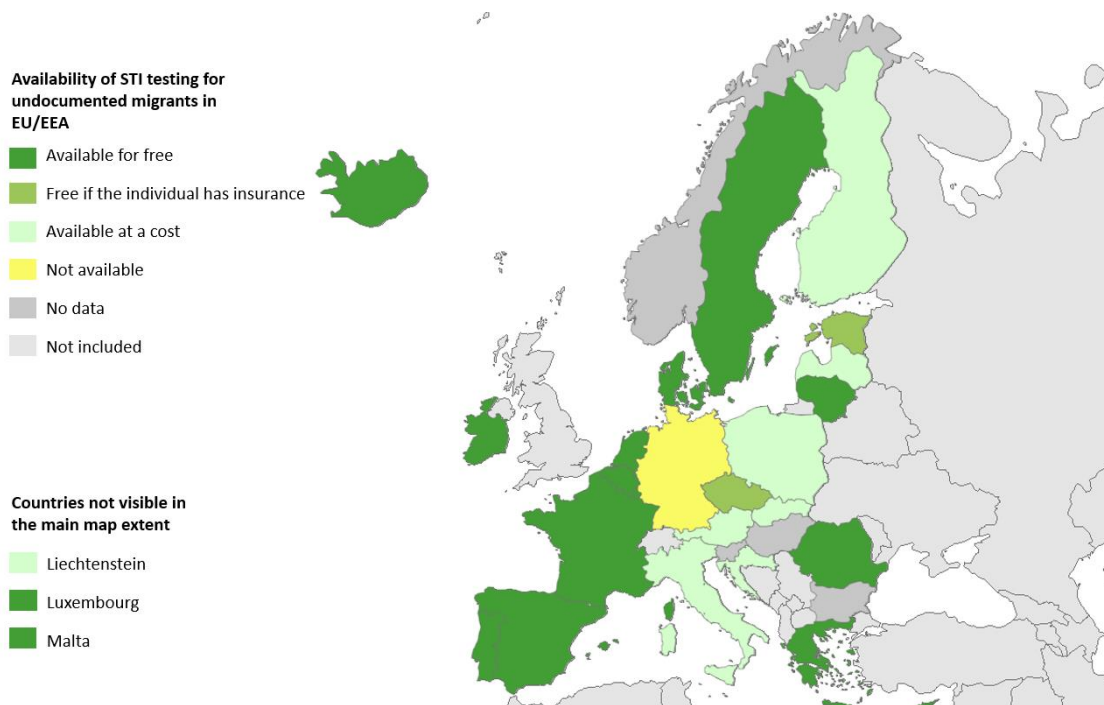 Availability of STI testing for
undocumented migrants in
EU/EEA
Available for free
Free if the individual has insurance
Available at a cost
Not available
No data
Not included
Countries not visible in
the main map extent
Liechtenstein
Luxembourg
Malta